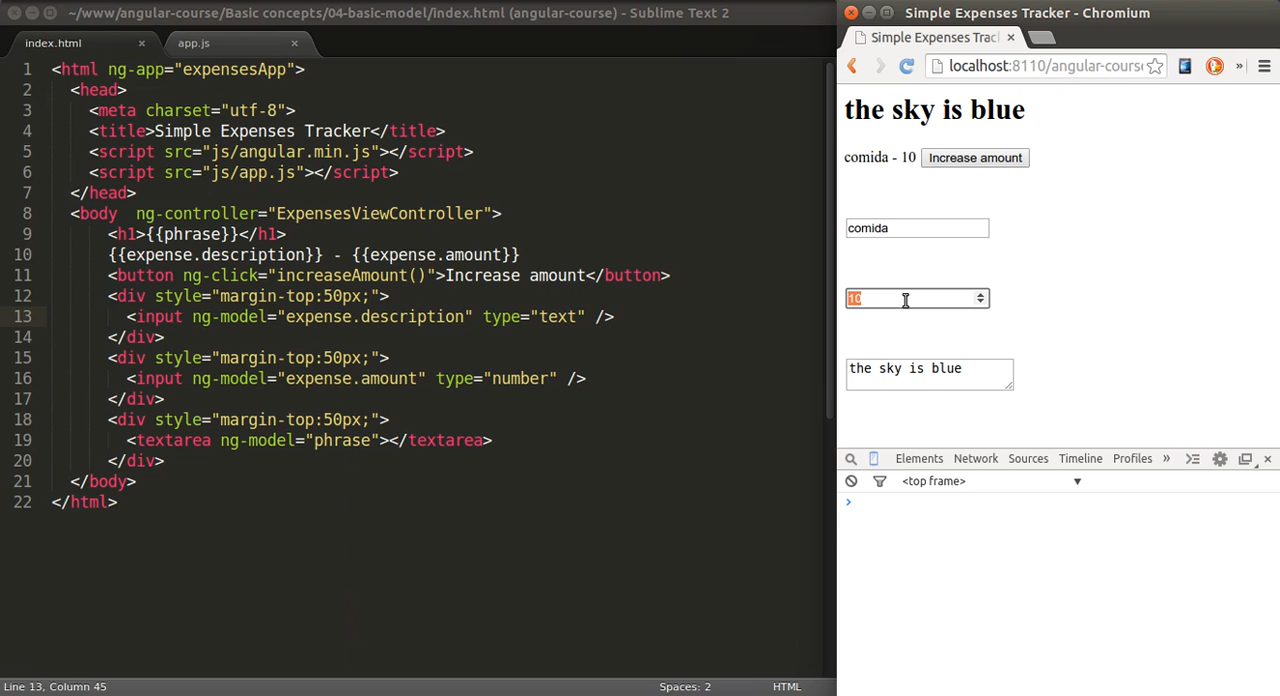 ~/www/angular-course/Basic concepts/04-basic-model/index.html (angular-course) - Sublime Text 2
index.html × app.js ×
1 <html ng-app="expensesApp">
2 <head>
3 <meta charset="utf-8">
4 <title>Simple Expenses Tracker</title>
5 <script src="js/angular.min.js"></script>
6 <script src="js/app.js"></script>
7 </head>
8 <body  ng-controller="ExpensesViewController">
9 <h1>{{phrase}}</h1>
10 {{expense.description}} - {{expense.amount}}
11 <button ng-click="increaseAmount()">Increase amount</button>
12 <div style="margin-top:50px;">
13 <input ng-model="expense.description" type="text" />
14 </div>
15 <div style="margin-top:50px;">
16 <input ng-model="expense.amount" type="number" />
17 </div>
18 <div style="margin-top:50px;">
19 <textarea ng-model="phrase"></textarea>
20 </div>
21 </body>
22 </html>
Line 13, Column 45 Spaces: 2 HTML
Simple Expenses Tracker - Chromium
Simple Expenses Trac ×
localhost:8110/angular-cours »
the sky is blue
comida - 10 Increase amount
comida
10
the sky is blue
Elements Network Sources Timeline Profiles » ×
<top frame> ▼
>